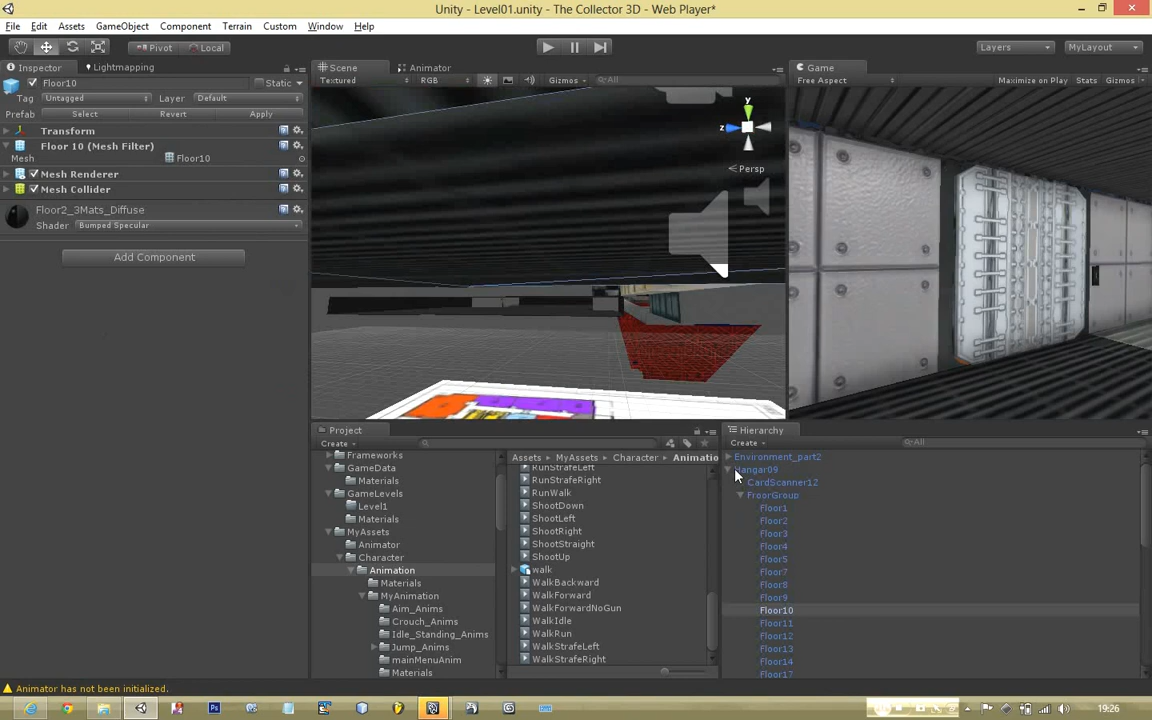 Unity - Level01.unity - The Collector 3D - Web Player*
File Edit Assets GameObject Component Terrain Custom Window Help
Pivot Local Layers MyLayout
Inspector Lightmapping
Floor10 Static
Tag Untagged Layer Default
Prefab Select Revert Apply
Transform
Floor 10 (Mesh Filter)
Mesh Floor10
Mesh Renderer
Mesh Collider
Floor2_3Mats_Diffuse
Shader Bumped Specular
Add Component
Scene Animator
Textured RGB Gizmos All
y
z
Persp
Game
Free Aspect Maximize on Play Stats Gizmos
Project
Create
Frameworks
GameData
Materials
GameLevels
Level1
Materials
MyAssets
Animator
Character
Animation
Materials
MyAnimation
Aim_Anims
Crouch_Anims
Idle_Standing_Anims
Jump_Anims
mainMenuAnim
Materials
Assets MyAssets Character Animatio
RunStrafeLeft
RunStrafeRight
RunWalk
ShootDown
ShootLeft
ShootRight
ShootStraight
ShootUp
walk
WalkBackward
WalkForward
WalkForwardNoGun
WalkIdle
WalkRun
WalkStrafeLeft
WalkStrafeRight
Hierarchy
Create All
Environment_part2
Hangar09
CardScanner12
FroorGroup
Floor1
Floor2
Floor3
Floor4
Floor5
Floor7
Floor8
Floor9
Floor10
Floor11
Floor12
Floor13
Floor14
Floor17
Animator has not been initialized.
19:26